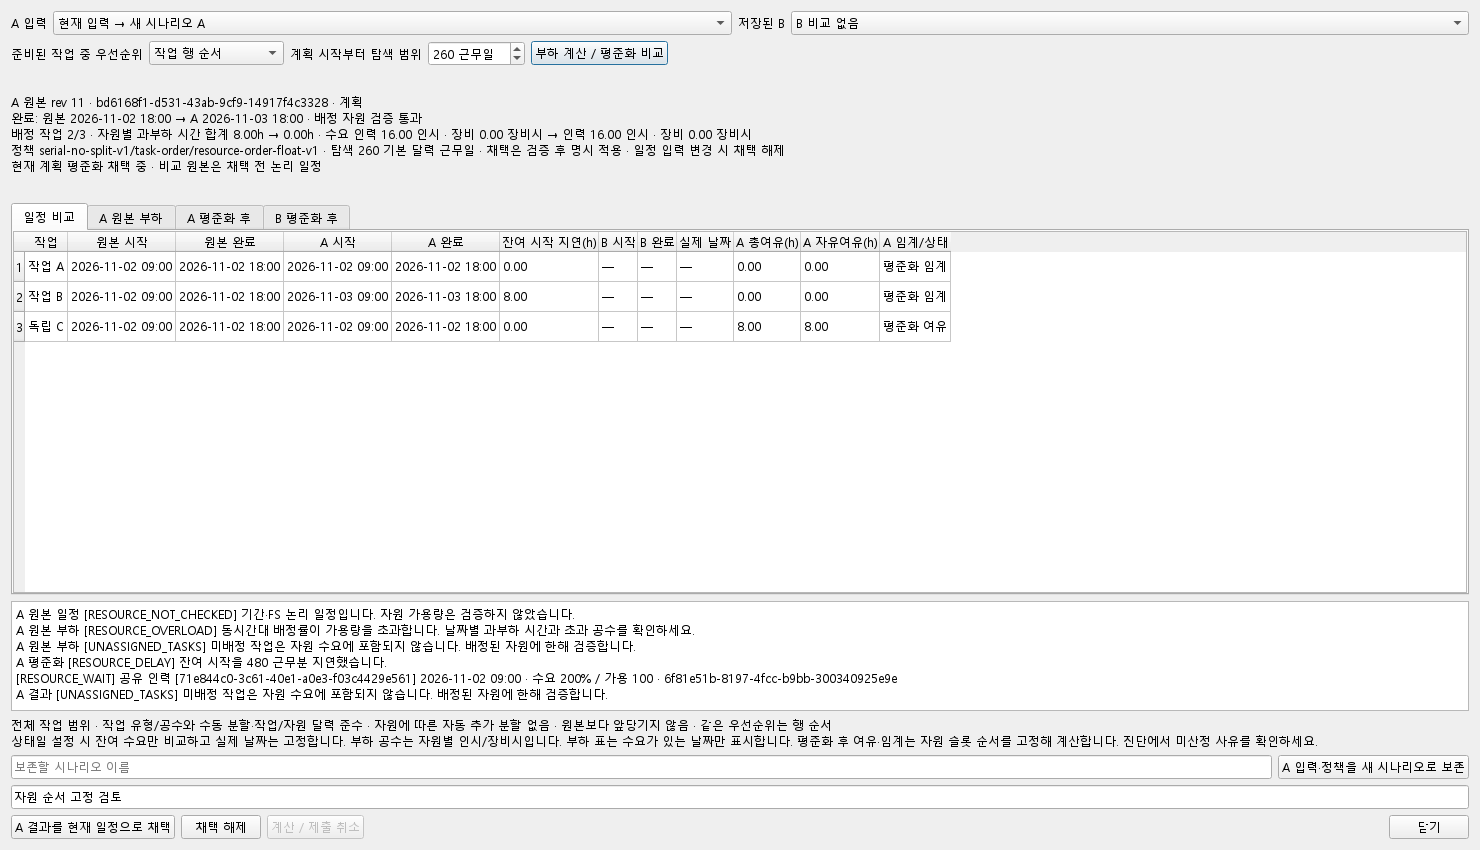 A 입력 현재 입력 → 새 시나리오 A 저장된 B B 비교 없음
준비된 작업 중 우선순위 작업 행 순서 계획 시작부터 탐색 범위 260 근무일 부하 계산 / 평준화 비교
A 원본 rev 11 · bd6168f1-d531-43ab-9cf9-14917f4c3328 · 계획
완료: 원본 2026-11-02 18:00 → A 2026-11-03 18:00 · 배정 자원 검증 통과
배정 작업 2/3 · 자원별 과부하 시간 합계 8.00h → 0.00h · 수요 인력 16.00 인시 · 장비 0.00 장비시 → 인력 16.00 인시 · 장비 0.00 장비시
정책 serial-no-split-v1/task-order/resource-order-float-v1 · 탐색 260 기본 달력 근무일 · 채택은 검증 후 명시 적용 · 일정 입력 변경 시 채택 해제
현재 계획 평준화 채택 중 · 비교 원본은 채택 전 논리 일정
일정 비교 A 원본 부하 A 평준화 후 B 평준화 후
작업 원본 시작 원본 완료 A 시작 A 완료 잔여 시작 지연(h) B 시작 B 완료 실제 날짜 A 총여유(h) A 자유여유(h) A 임계/상태
1 작업 A 2026-11-02 09:00 2026-11-02 18:00 2026-11-02 09:00 2026-11-02 18:00 0.00 — — — 0.00 0.00 평준화 임계
2 작업 B 2026-11-02 09:00 2026-11-02 18:00 2026-11-03 09:00 2026-11-03 18:00 8.00 — — — 0.00 0.00 평준화 임계
3 독립 C 2026-11-02 09:00 2026-11-02 18:00 2026-11-02 09:00 2026-11-02 18:00 0.00 — — — 8.00 8.00 평준화 여유
A 원본 일정 [RESOURCE_NOT_CHECKED] 기간·FS 논리 일정입니다. 자원 가용량은 검증하지 않았습니다.
A 원본 부하 [RESOURCE_OVERLOAD] 동시간대 배정률이 가용량을 초과합니다. 날짜별 과부하 시간과 초과 공수를 확인하세요.
A 원본 부하 [UNASSIGNED_TASKS] 미배정 작업은 자원 수요에 포함되지 않습니다. 배정된 자원에 한해 검증합니다.
A 평준화 [RESOURCE_DELAY] 잔여 시작을 480 근무분 지연했습니다.
[RESOURCE_WAIT] 공유 인력 [71e844c0-3c61-40e1-a0e3-f03c4429e561] 2026-11-02 09:00 · 수요 200% / 가용 100 · 6f81e51b-8197-4fcc-b9bb-300340925e9e
A 결과 [UNASSIGNED_TASKS] 미배정 작업은 자원 수요에 포함되지 않습니다. 배정된 자원에 한해 검증합니다.
전체 작업 범위 · 작업 유형/공수와 수동 분할·작업/자원 달력 준수 · 자원에 따른 자동 추가 분할 없음 · 원본보다 앞당기지 않음 · 같은 우선순위는 행 순서
상태일 설정 시 잔여 수요만 비교하고 실제 날짜는 고정합니다. 부하 공수는 자원별 인시/장비시입니다. 부하 표는 수요가 있는 날짜만 표시합니다. 평준화 후 여유·임계는 자원 슬롯 순서를 고정해 계산합니다. 진단에서 미산정 사유를 확인하세요.
보존할 시나리오 이름 A 입력·정책을 새 시나리오로 보존
자원 순서 고정 검토
A 결과를 현재 일정으로 채택 채택 해제 계산 / 제출 취소 닫기